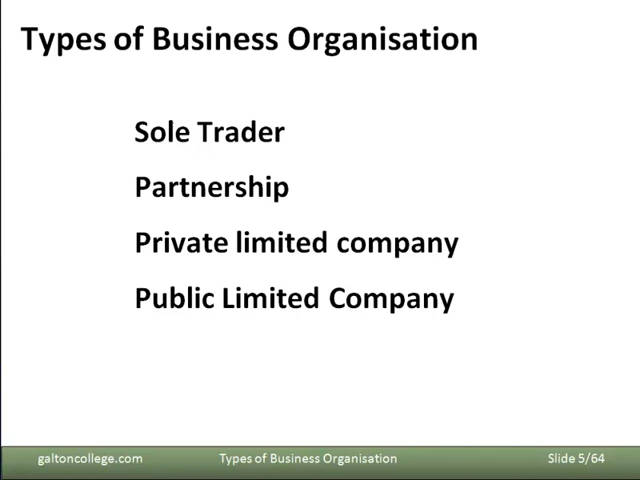 Types of Business Organisation
Sole Trader
Partnership
Private limited company
Public Limited Company
galtoncollege.com Types of Business Organisation Slide 5/64